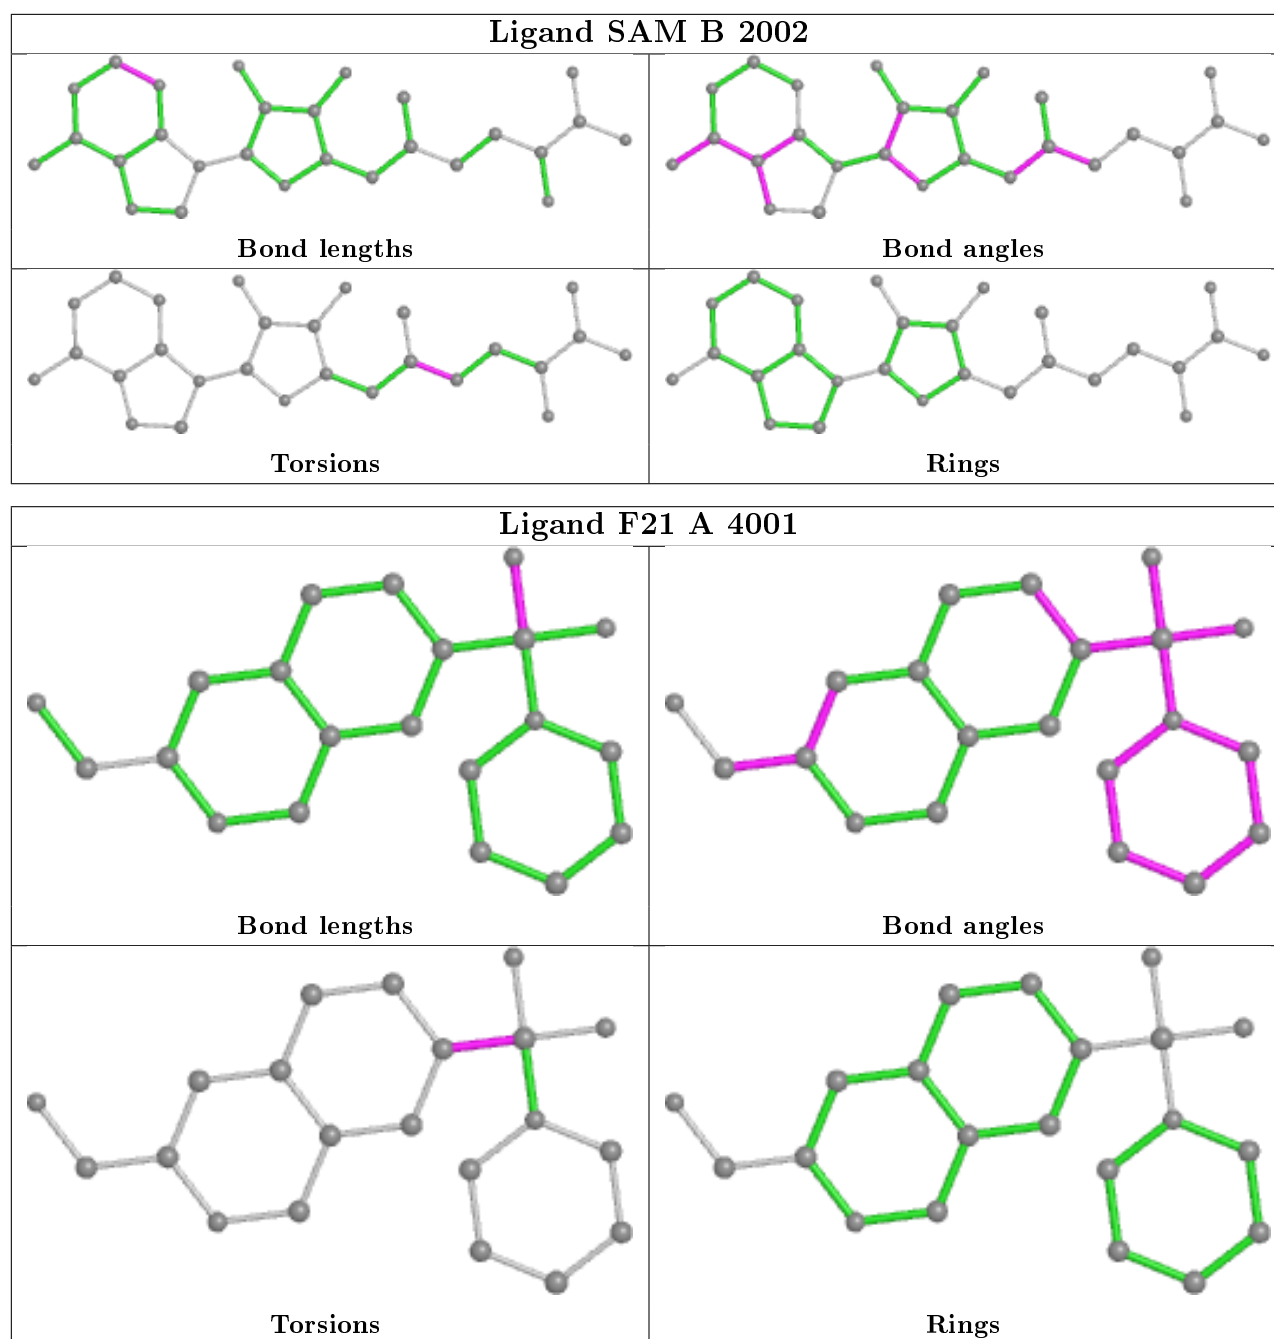 Ligand SAM B 2002
Bond lengths
Bond angles
Torsions
Rings
Ligand F21 A 4001
Bond lengths
Bond angles
Torsions
Rings